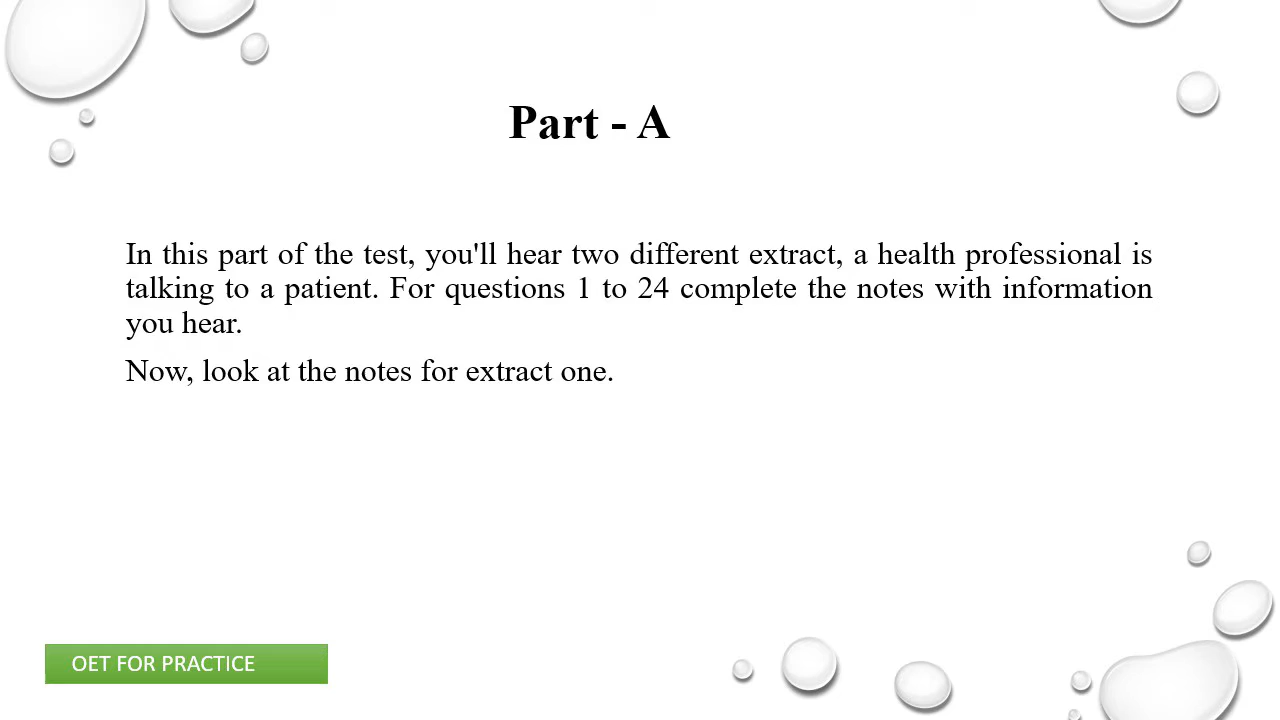 Part - A
In this part of the test, you'll hear two different extract, a health professional is
talking to a patient. For questions 1 to 24 complete the notes with information
you hear.
Now, look at the notes for extract one.
OET FOR PRACTICE